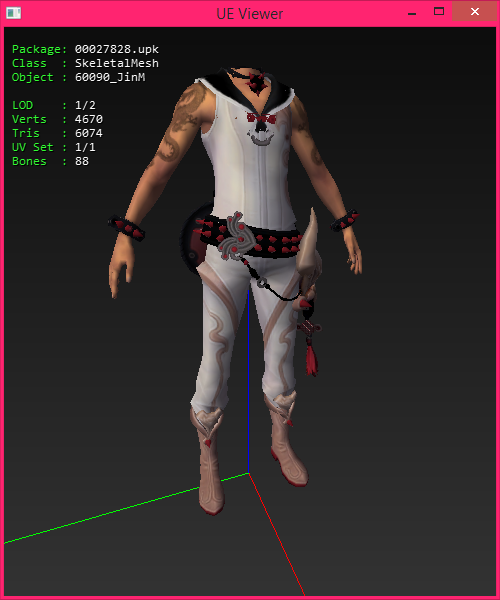 UE Viewer
Package: 00027828.upk
Class  : SkeletalMesh
Object : 60090_JinM
LOD    : 1/2
Verts  : 4670
Tris   : 6074
UV Set : 1/1
Bones  : 88